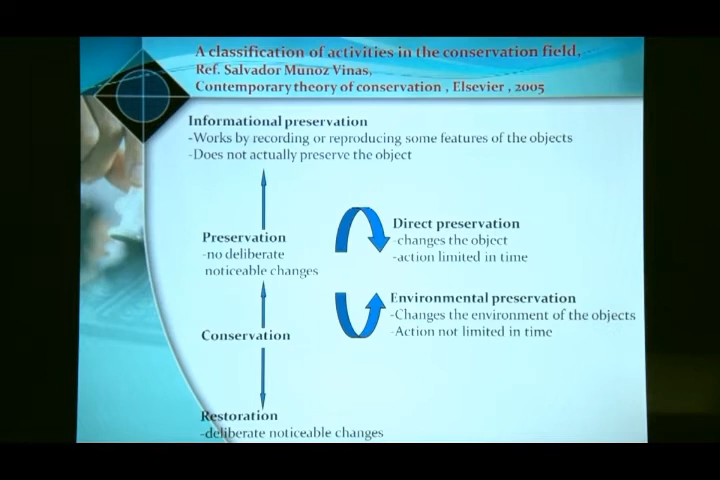 A classification of activities in the conservation field,
Ref. Salvador Munoz Vinas,
Contemporary theory of conservation , Elsevier , 2005
Informational preservation
-Works by recording or reproducing some features of the objects
-Does not actually preserve the object
Preservation
-no deliberate
noticeable changes
Direct preservation
-changes the object
-action limited in time
Environmental preservation
-Changes the environment of the objects
-Action not limited in time
Conservation
Restoration
-deliberate noticeable changes